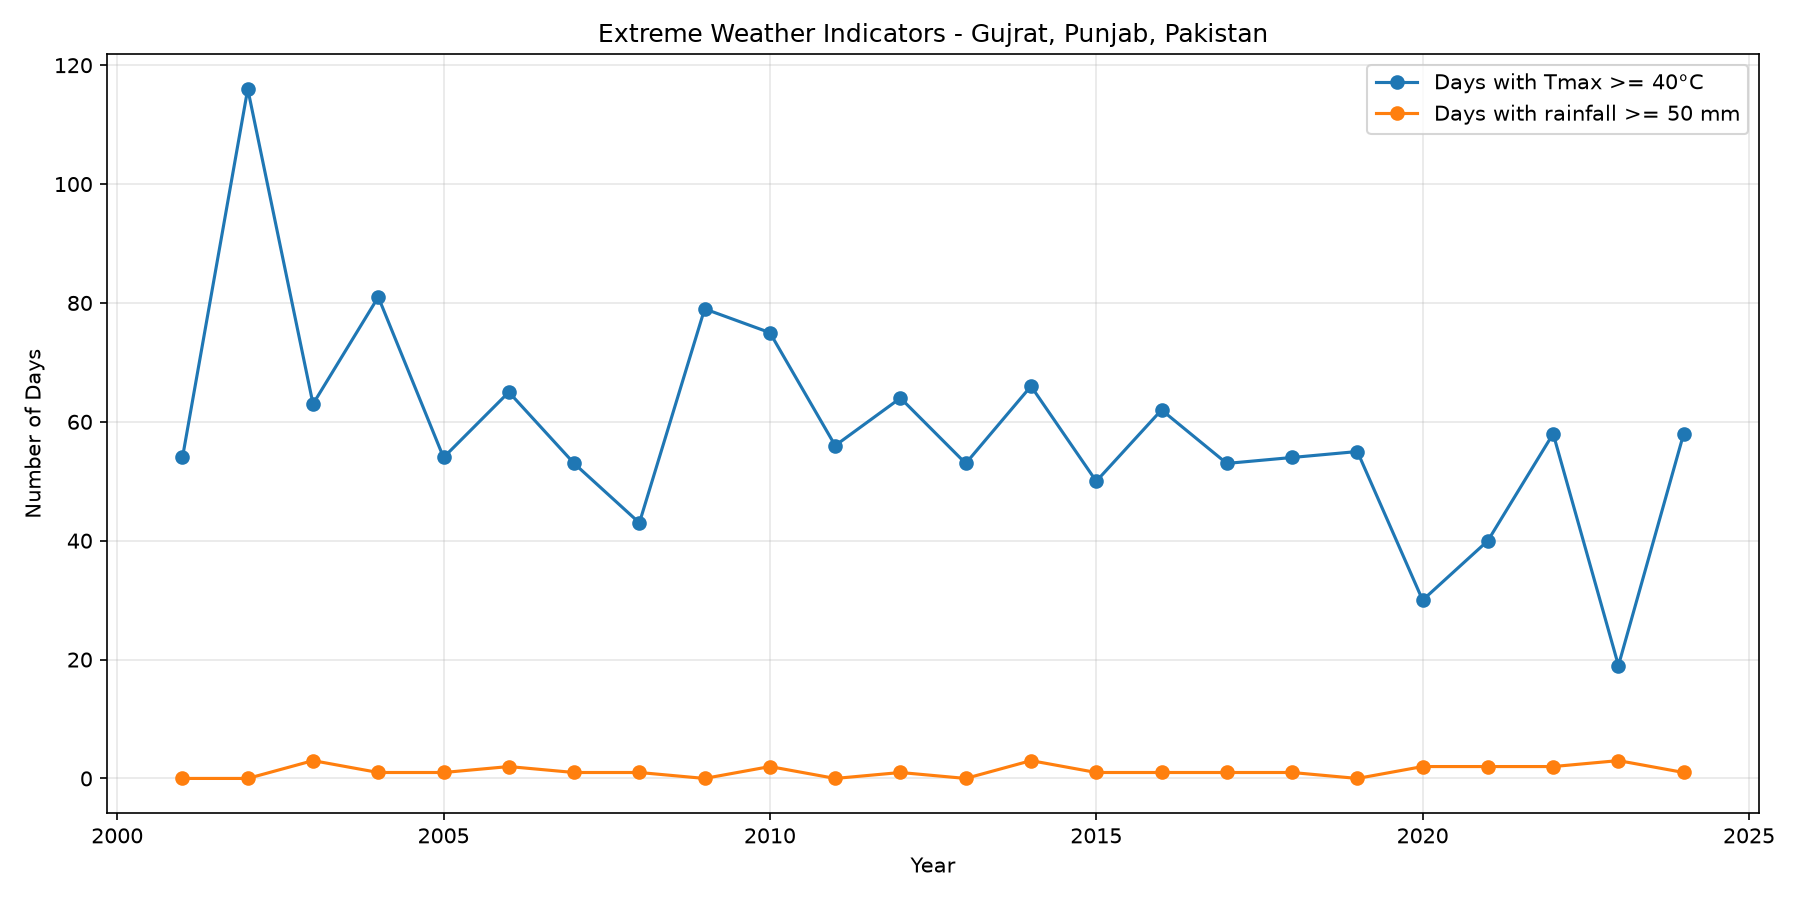 Extreme Weather Indicators - Gujrat, Punjab, Pakistan
Days with Tmax >= 40°C
Days with rainfall >= 50 mm
Number of Days
120
100
80
60
40
20
0
2000 2005 2010 2015 2020 2025
Year